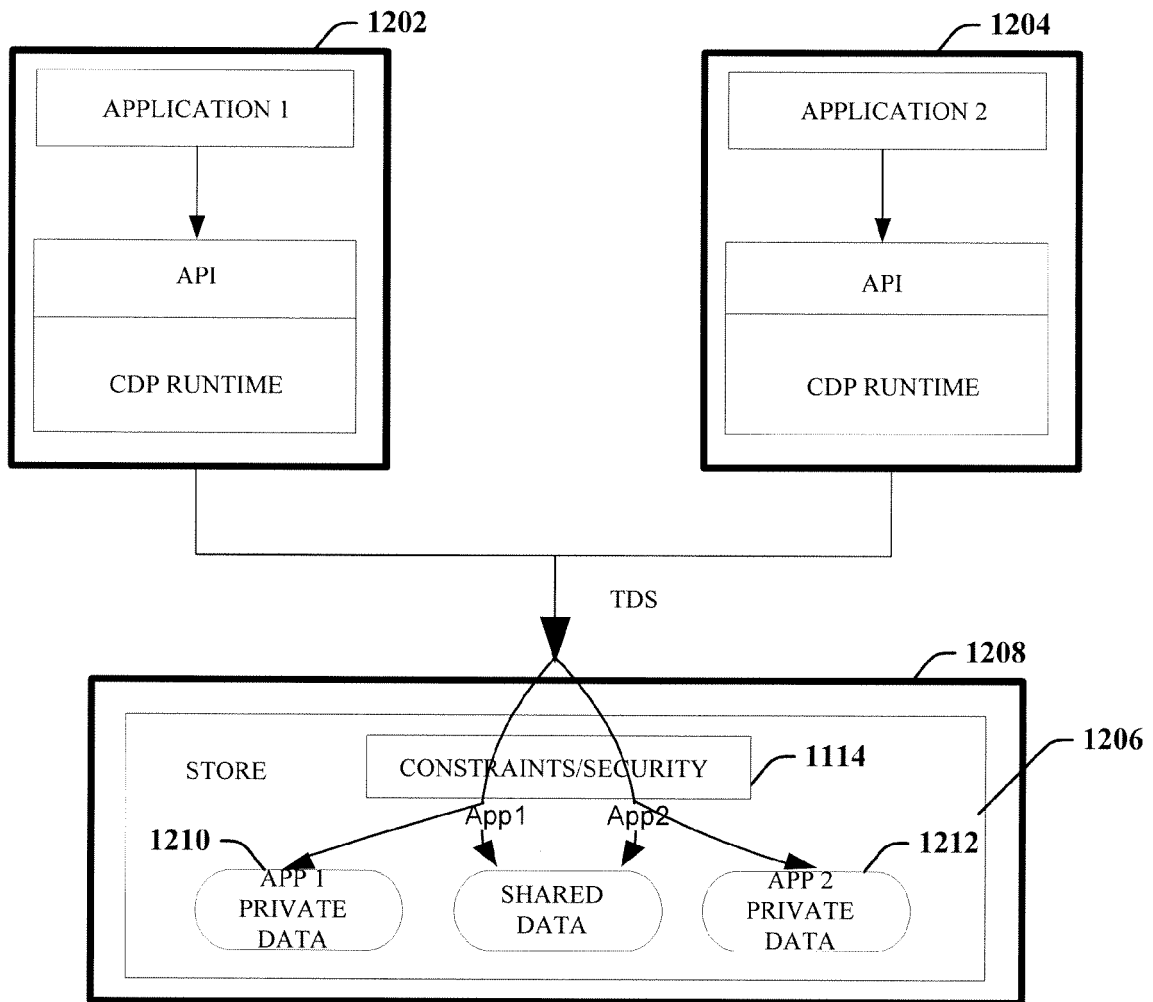 1202
1204
APPLICATION 1
APPLICATION 2
API
API
CDP RUNTIME
CDP RUNTIME
TDS
1208
1206
STORE
CONSTRAINTS/SECURITY
1114
App1
App2
1210
1212
APP 1
PRIVATE
DATA
SHARED
DATA
APP 2
PRIVATE
DATA